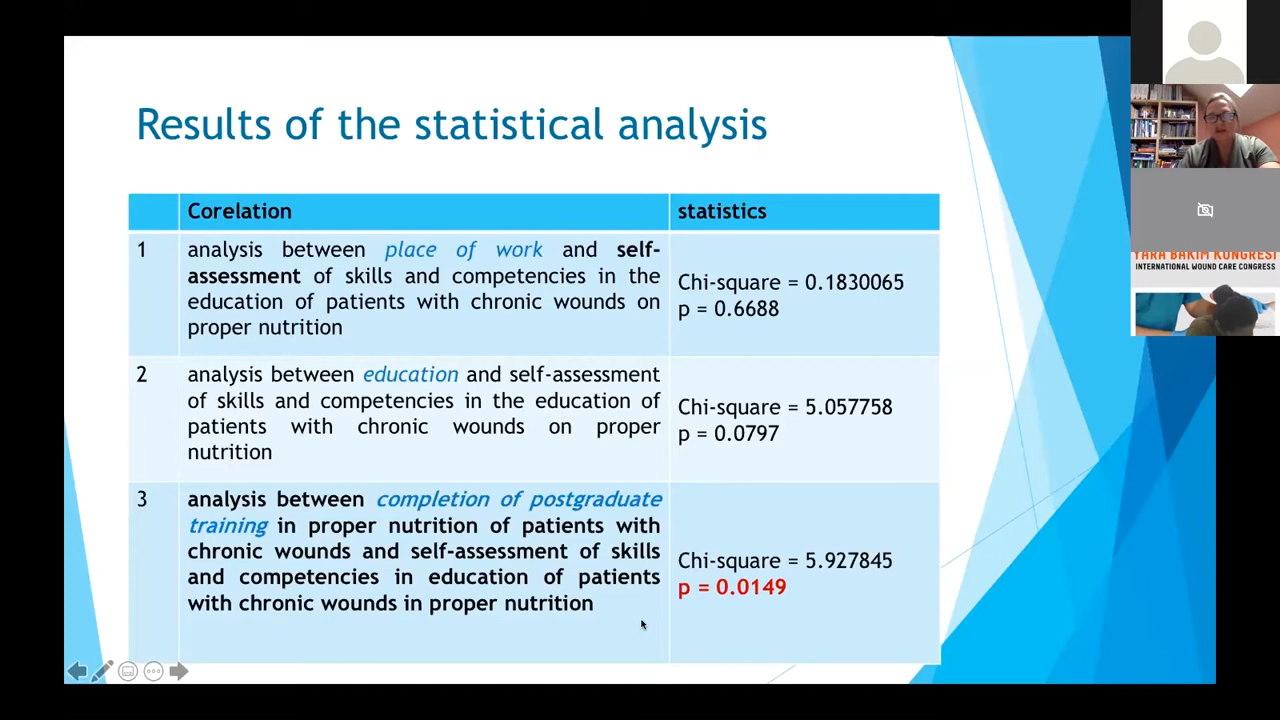 Results of the statistical analysis
Corelation
statistics
1
analysis between place of work and self-
assessment of skills and competencies in the
education of patients with chronic wounds on
proper nutrition
Chi-square = 0.1830065
p = 0.6688
2
analysis between education and self-assessment
of skills and competencies in the education of
patients with chronic wounds on proper
nutrition
Chi-square = 5.057758
p = 0.0797
3
analysis between completion of postgraduate
training in proper nutrition of patients with
chronic wounds and self-assessment of skills
and competencies in education of patients
with chronic wounds in proper nutrition
Chi-square = 5.927845
p = 0.0149
YARA BAKIM KONGRESİ
INTERNATIONAL WOUND CARE CONGRESS